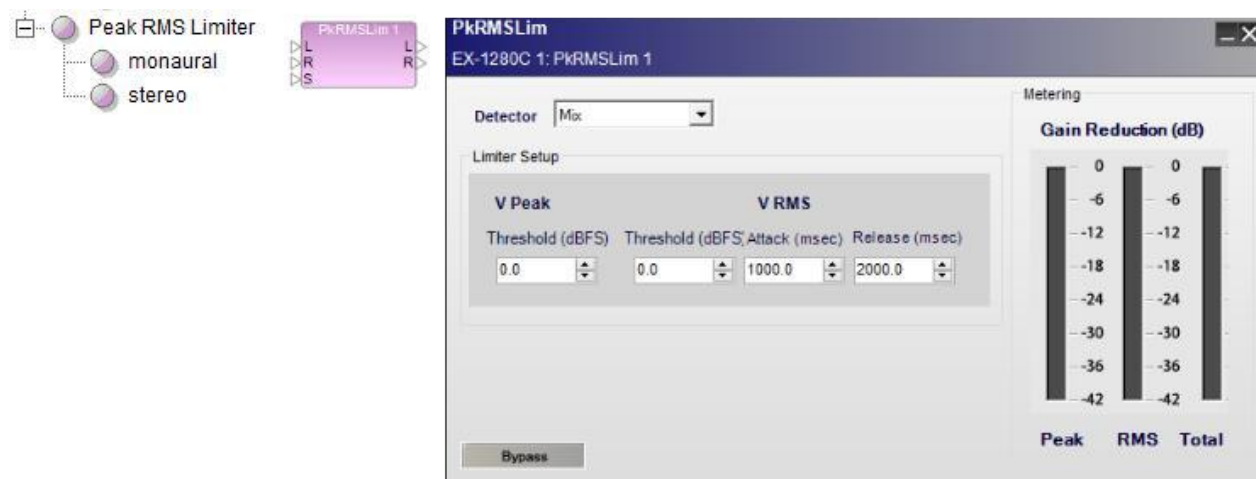 Peak RMS Limiter
monaural
stereo
PkRMSLim 1
L L
R R
S
PkRMSLim
EX-1280C 1: PkRMSLim 1
Detector Mix
Limiter Setup
V Peak V RMS
Threshold (dBFS) Threshold (dBFS Attack (msec) Release (msec)
0.0 0.0 1000.0 2000.0
Bypass
Metering
Gain Reduction (dB)
0 0
-6 -6
-12 -12
-18 -18
-24 -24
-30 -30
-36 -36
-42 -42
Peak RMS Total